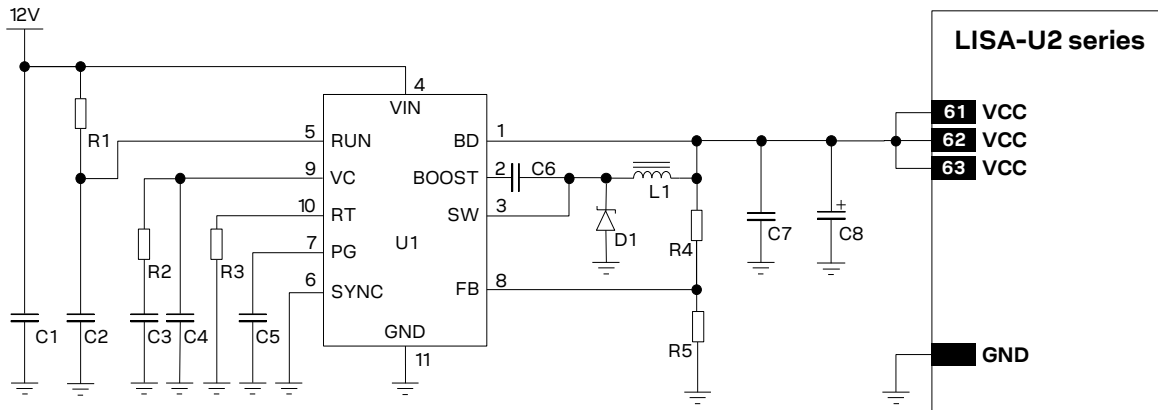 12V
LISA-U2 series
4
VIN
61 VCC
R1
5 RUN
BD 1
62 VCC
9 VC
BOOST 2 C6
63 VCC
L1
10 RT
SW 3
U1
D1
C7
+
C8
R4
7 PG
R2
R3
6 SYNC
FB 8
C1
C2
C3
C4
C5
GND
R5
11
GND